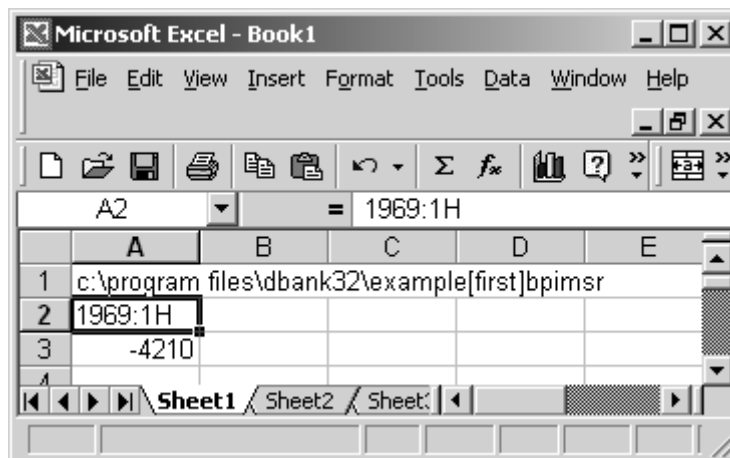 Microsoft Excel - Book1
File Edit View Insert Format Tools Data Window Help
A2 = 1969:1H
A B C D E
1 c:\program files\dbank32\example[first]bpimsr
2 1969:1H
3 -4210
Sheet1 Sheet2